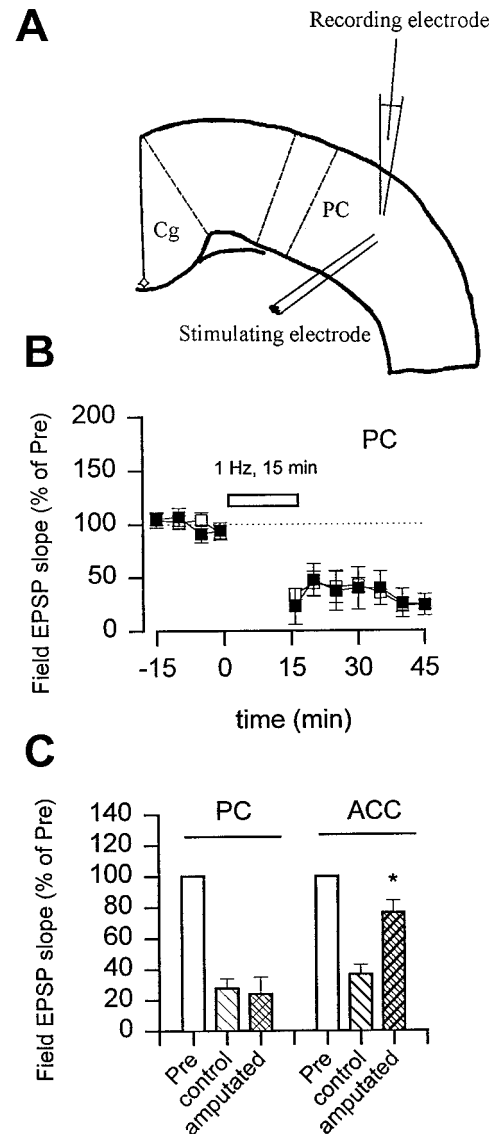 A
Recording electrode
PC
Cg
Stimulating electrode
B
Field EPSP slope (% of Pre)
200
150
100
50
0
PC
1 Hz, 15 min
-15
0
15
30
45
time (min)
C
Field EPSP slope (% of Pre)
140
120
100
80
60
40
20
0
PC
ACC
*
Pre
control
amputated
Pre
control
amputated